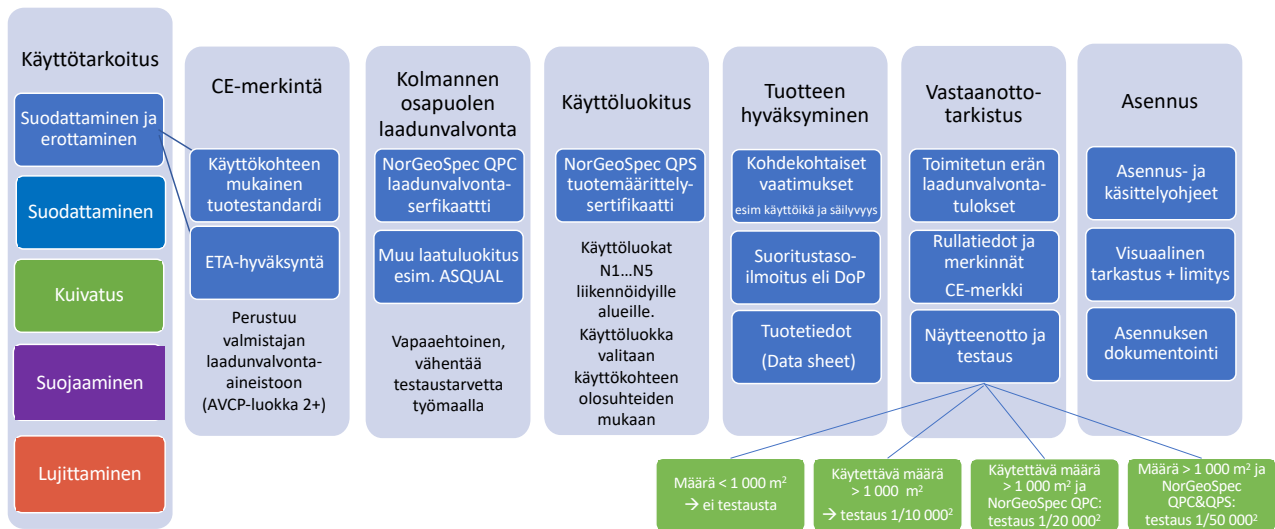 Käyttötarkoitus
Suodattaminen ja
erottaminen
Suodattaminen
Kuivatus
Suojaaminen
Lujittaminen
CE-merkintä
Käyttökohteen
mukainen
tuotestandardi
ETA-hyväksyntä
Perustuu
valmistajan
laadunvalvonta-
aineistoon
(AVCP-luokka 2+)
Kolmannen
osapuolen
laadunvalvonta
NorGeoSpec QPC
laadunvalvonta-
serfikaattti
Muu laatuluokitus
esim. ASQUAL
Vapaaehtoinen,
vähentää
testaustarvetta
työmaalla
Käyttöluokitus
NorGeoSpec QPS
tuotemäärittely-
sertifikaatti
Käyttöluokat
N1...N5
liikennöidyille
alueille.
Käyttöluokka
valitaan
käyttökohteen
olosuhteiden
mukaan
Tuotteen
hyväksyminen
Kohdekohtaiset
vaatimukset
esim käyttöikä ja säilyvyys
Suoritustaso-
ilmoitus eli DoP
Tuotetiedot
(Data sheet)
Vastaanotto-
tarkistus
Toimitetun erän
laadunvalvonta-
tulokset
Rullatiedot ja
merkinnät
CE-merkki
Näytteenotto ja
testaus
Asennus
Asennus- ja
käsittelyohjeet
Visuaalinen
tarkastus + limitys
Asennuksen
dokumentointi
Määrä < 1 000 m²
→ ei testausta
Käytettävä määrä
> 1 000 m²
→ testaus 1/10 000²
Käytettävä määrä
> 1 000 m² ja
NorGeoSpec QPC:
testaus 1/20 000²
Määrä > 1 000 m² ja
NorGeoSpec
QPC&QPS:
testaus 1/50 000²